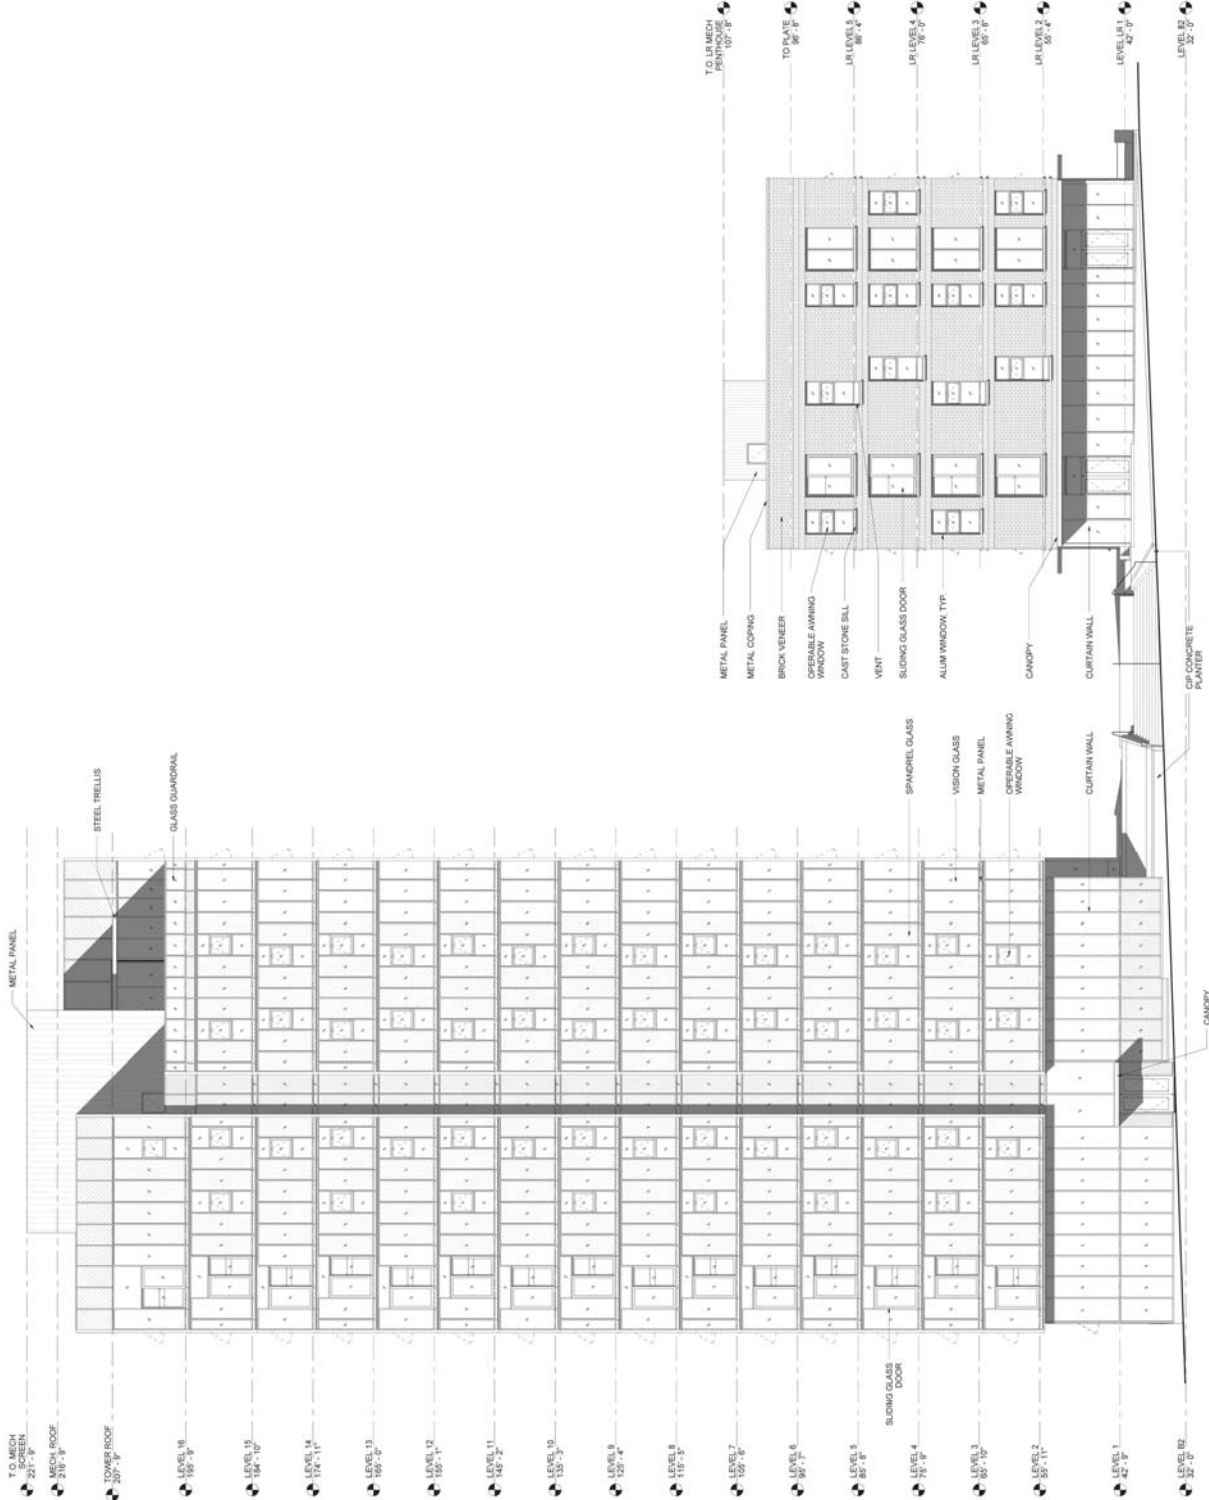 T.O. MECH
SCREEN
221' - 9"
MECH. ROOF
216' - 9"
TOWER ROOF
207' - 9"
LEVEL 16
195' - 9"
LEVEL 15
184' - 10"
LEVEL 14
174' - 11"
LEVEL 13
165' - 0"
LEVEL 12
155' - 1"
LEVEL 11
145' - 2"
LEVEL 10
135' - 3"
LEVEL 9
125' - 4"
LEVEL 8
115' - 5"
LEVEL 7
105' - 6"
LEVEL 6
95' - 7"
LEVEL 5
85' - 8"
LEVEL 4
75' - 9"
LEVEL 3
65' - 10"
LEVEL 2
55' - 11"
LEVEL 1
42' - 9"
LEVEL B2
32' - 0"
SLIDING GLASS
DOOR
METAL PANEL
STEEL TRELLIS
GLASS GUARDRAIL
SPANDREL GLASS
VISION GLASS
METAL PANEL
OPERABLE AWNING
WINDOW
CURTAIN WALL
CANOPY
METAL PANEL
METAL COPING
BRICK VENEER
OPERABLE AWNING
WINDOW
CAST STONE SILL
VENT
SLIDING GLASS DOOR
ALUM WINDOW, TYP.
CANOPY
CURTAIN WALL
CIP CONCRETE
PLANTER
T.O. LR MECH
PENTHOUSE
107' - 8"
TO PLATE
96' - 8"
LR LEVEL 5
86' - 4"
LR LEVEL 4
76' - 0"
LR LEVEL 3
65' - 8"
LR LEVEL 2
55' - 4"
LEVEL LR 1
42' - 0"
LEVEL B2
32' - 0"